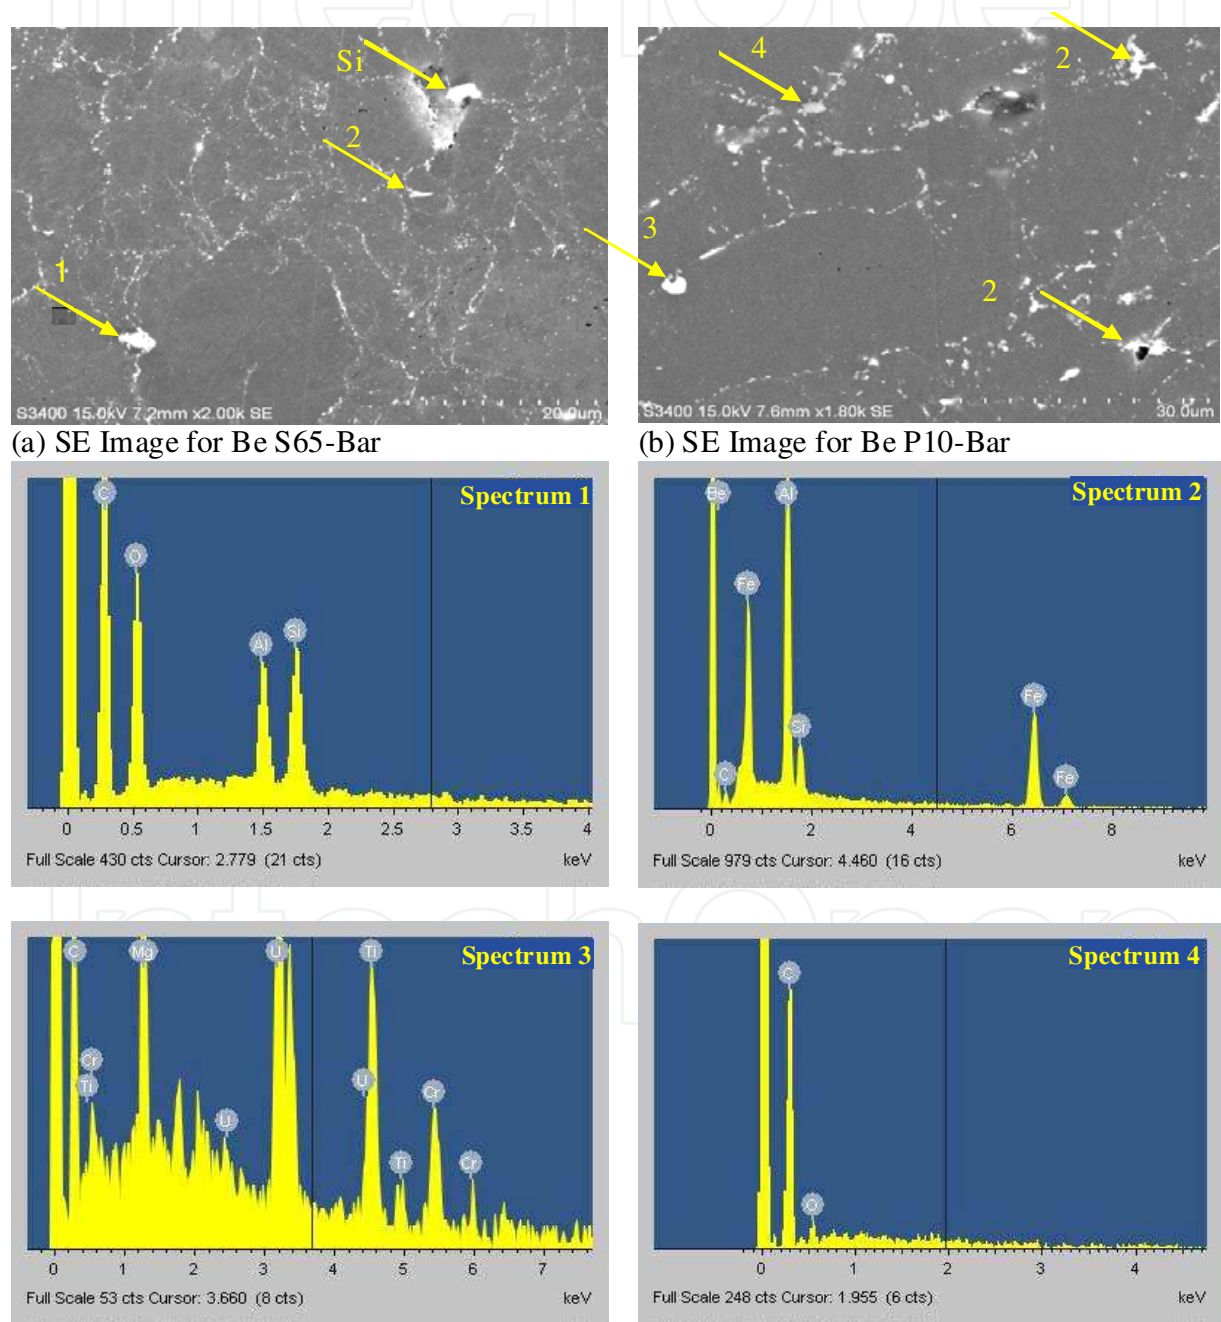 Si
2
1
S3400 15.0kV 7.2mm x2.00k SE 20.0um
4
2
3
2
S3400 15.0kV 7.6mm x1.80k SE 30.0um
(a) SE Image for Be S65-Bar
(b) SE Image for Be P10-Bar
Spectrum 1
C
O
Al
Si
0 0.5 1 1.5 2 2.5 3 3.5 4
Full Scale 430 cts Cursor: 2.779 (21 cts) keV
Spectrum 2
Be
Al
Fe
Si
C
Fe
Fe
0 2 4 6 8
Full Scale 979 cts Cursor: 4.460 (16 cts) keV
IntechOpen
Spectrum 3
C Mg U Ti
Cr
Ti
U
U
Cr
Ti
Cr
0 1 2 3 4 5 6 7
Full Scale 53 cts Cursor: 3.660 (8 cts) keV
Spectrum 4
C
O
0 1 2 3 4
Full Scale 248 cts Cursor: 1.955 (6 cts) keV